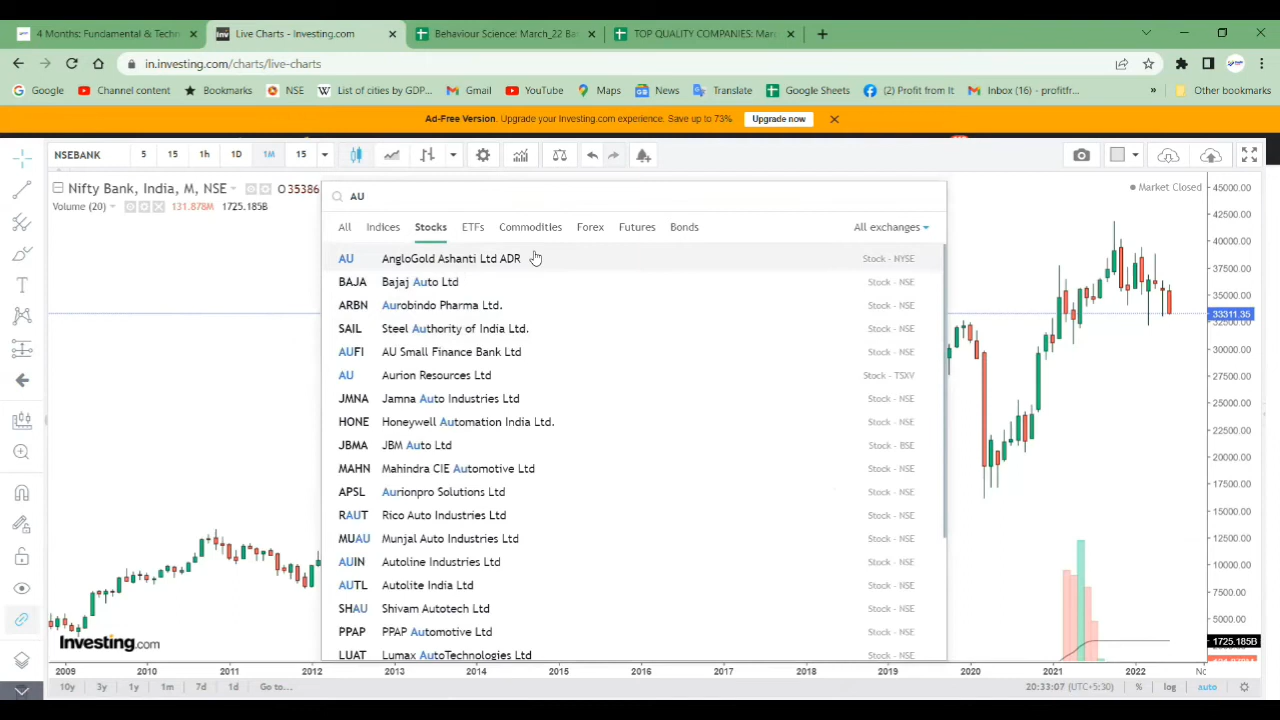 4 Months: Fundamental & Techn
Live Charts - Investing.com
Behaviour Science: March_22 Ba
TOP QUALITY COMPANIES: Mar
in.investing.com/charts/live-charts
Google
Channel content
Bookmarks
NSE
List of cities by GDP...
Gmail
YouTube
Maps
News
Translate
Google Sheets
(2) Profit from It
Inbox (16) - profitfr...
»
Other bookmarks
Ad-Free Version. Upgrade your Investing.com experience. Save up to 73%
Upgrade now
NSEBANK
5
15
1h
1D
1M
15
Nifty Bank, India, M, NSE
O35386
Volume (20)
131.878M
1725.185B
Market Closed
AU
All
Indices
Stocks
ETFs
Commodities
Forex
Futures
Bonds
All exchanges
AU AngloGold Ashanti Ltd ADR Stock - NYSE
BAJA Bajaj Auto Ltd Stock - NSE
ARBN Aurobindo Pharma Ltd. Stock - NSE
SAIL Steel Authority of India Ltd. Stock - NSE
AUFI AU Small Finance Bank Ltd Stock - NSE
AU Aurion Resources Ltd Stock - TSXV
JMNA Jamna Auto Industries Ltd Stock - NSE
HONE Honeywell Automation India Ltd. Stock - NSE
JBMA JBM Auto Ltd Stock - BSE
MAHN Mahindra CIE Automotive Ltd Stock - NSE
APSL Aurionpro Solutions Ltd Stock - NSE
RAUT Rico Auto Industries Ltd Stock - NSE
MUAU Munjal Auto Industries Ltd Stock - NSE
AUIN Autoline Industries Ltd Stock - NSE
AUTL Autolite India Ltd Stock - NSE
SHAU Shivam Autotech Ltd Stock - NSE
PPAP PPAP Automotive Ltd Stock - NSE
LUAT Lumax AutoTechnologies Ltd Stock - NSE
45000.00
42500.00
40000.00
37500.00
35000.00
33311.35
32500.00
30000.00
27500.00
25000.00
22500.00
20000.00
17500.00
15000.00
12500.00
10000.00
7500.00
5000.00
1725.185B
Investing.com
2009
2010
2011
2012
2013
2014
2015
2016
2017
2018
2019
2020
2021
2022
10y
3y
1y
1m
7d
1d
Go to...
20:33:07 (UTC+5:30)
%
log
auto